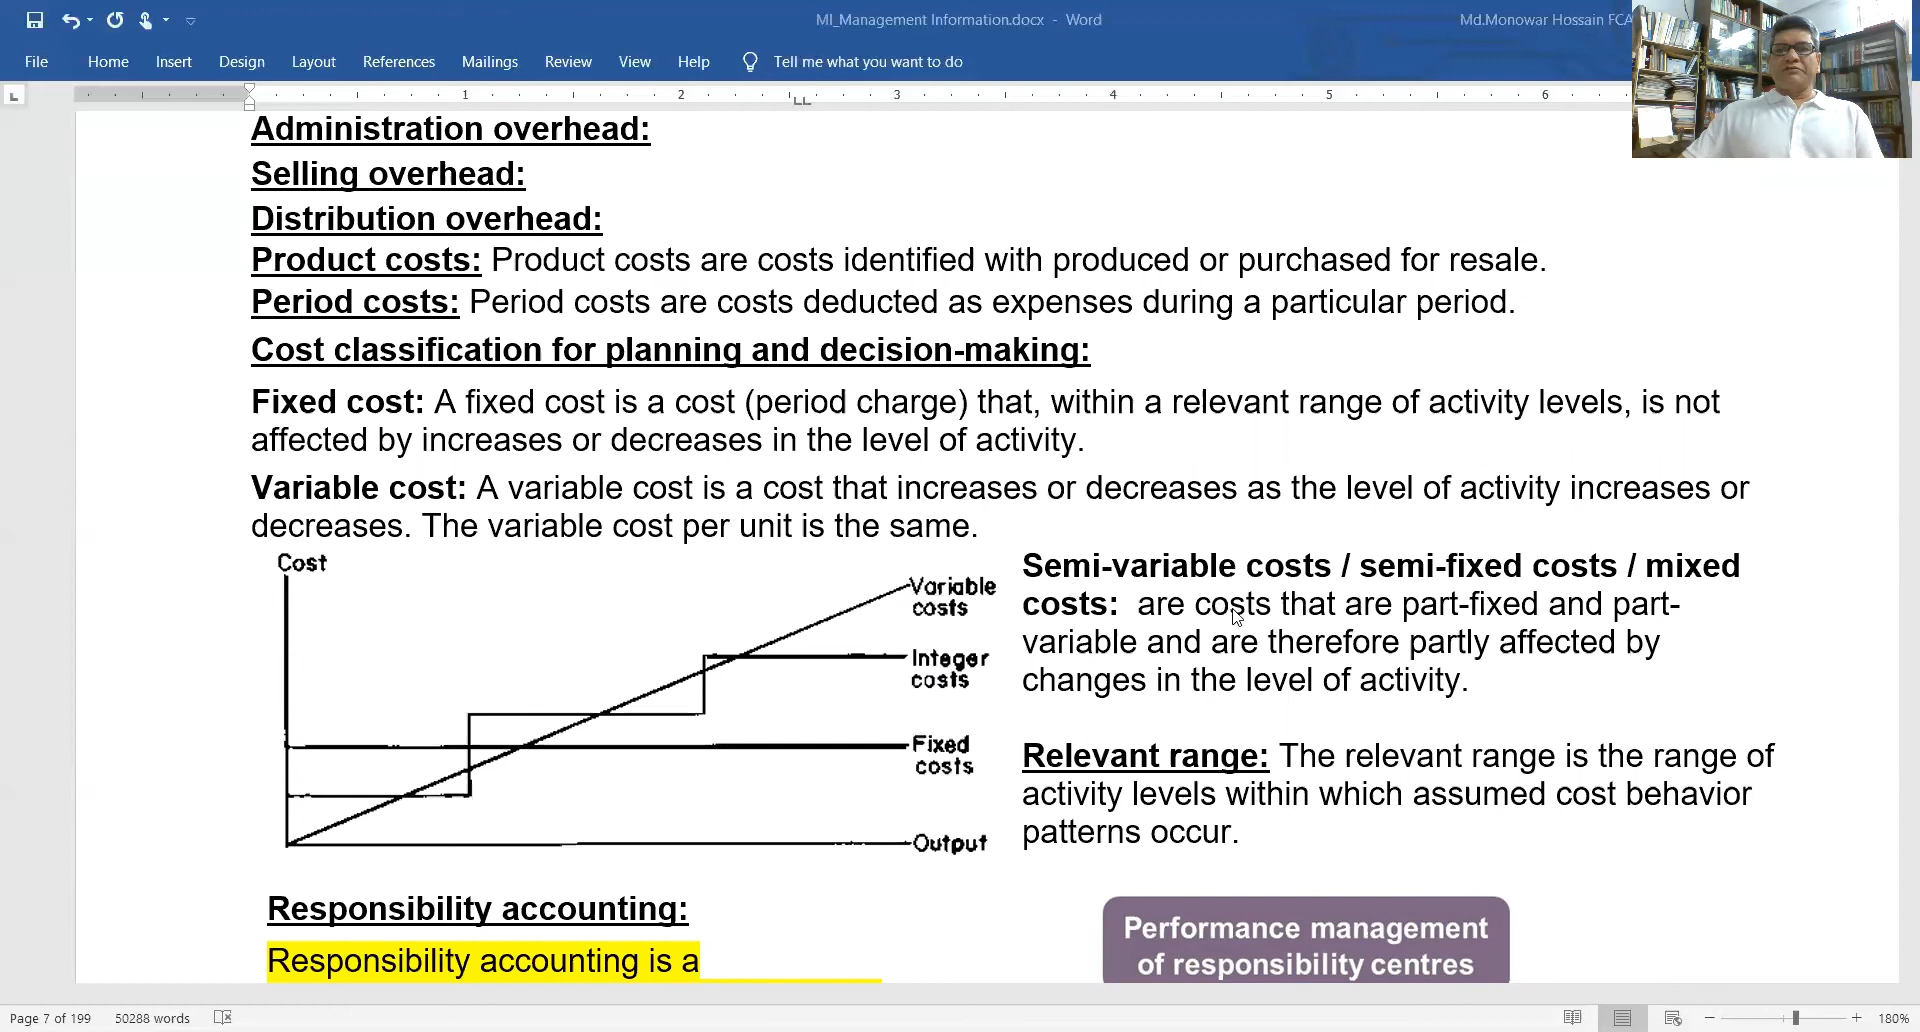 MI_Management Information.docx - Word
Md.Monowar Hossain FCA
File Home Insert Design Layout References Mailings Review View Help Tell me what you want to do
1 2 3 4 5 6
Administration overhead:
Selling overhead:
Distribution overhead:
Product costs: Product costs are costs identified with produced or purchased for resale.
Period costs: Period costs are costs deducted as expenses during a particular period.
Cost classification for planning and decision-making:
Fixed cost: A fixed cost is a cost (period charge) that, within a relevant range of activity levels, is not
affected by increases or decreases in the level of activity.
Variable cost: A variable cost is a cost that increases or decreases as the level of activity increases or
decreases. The variable cost per unit is the same.
Cost
Variable
costs
Integer
costs
Fixed
costs
Output
Semi-variable costs / semi-fixed costs / mixed
costs: are costs that are part-fixed and part-
variable and are therefore partly affected by
changes in the level of activity.
Relevant range: The relevant range is the range of
activity levels within which assumed cost behavior
patterns occur.
Responsibility accounting:
Responsibility accounting is a
Performance management
of responsibility centres
Page 7 of 199 50288 words
180%